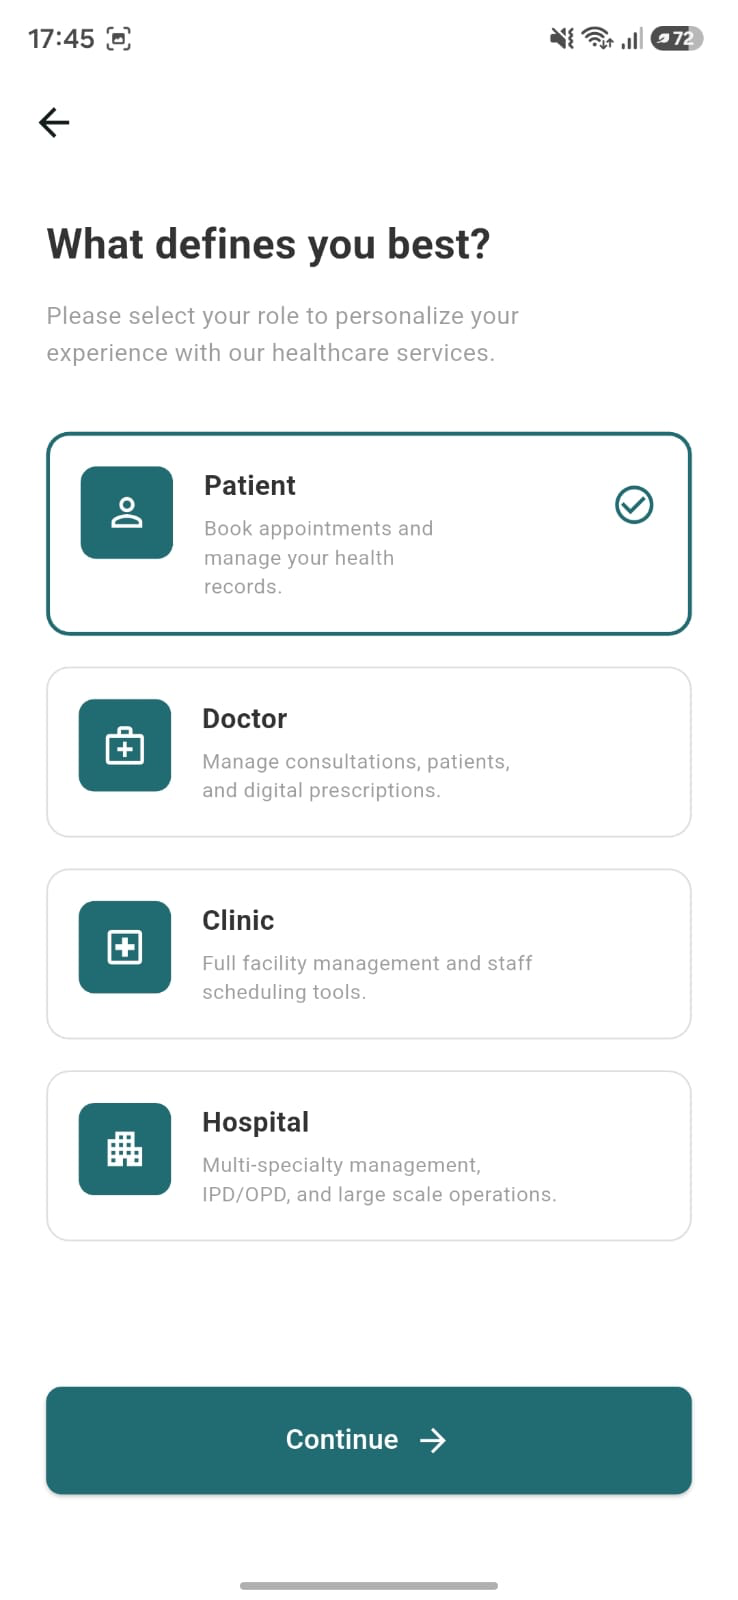 17:45
72
What defines you best?
Please select your role to personalize your
experience with our healthcare services.
Patient
Book appointments and
manage your health
records.
Doctor
Manage consultations, patients,
and digital prescriptions.
Clinic
Full facility management and staff
scheduling tools.
Hospital
Multi-specialty management,
IPD/OPD, and large scale operations.
Continue